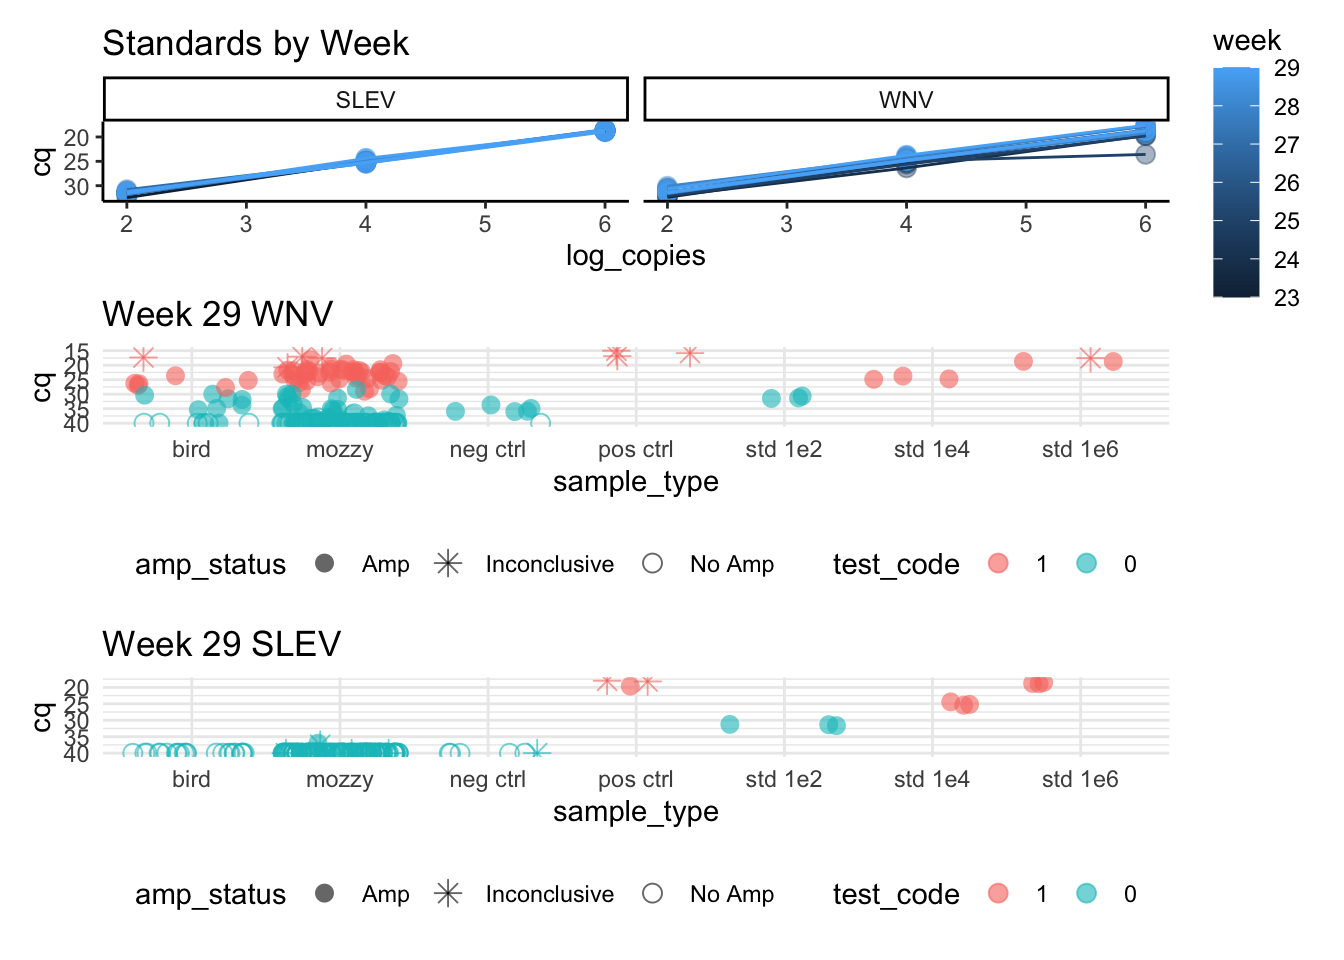 Standards by Week
week
SLEV
WNV
29
28
27
26
25
24
23
cq
20
25
30
2 3 4 5 6
2 3 4 5 6
log_copies
Week 29 WNV
cq
15
20
25
30
35
40
bird mozzy neg ctrl pos ctrl std 1e2 std 1e4 std 1e6
sample_type
amp_status Amp Inconclusive No Amp test_code 1 0
Week 29 SLEV
cq
20
25
30
35
40
bird mozzy neg ctrl pos ctrl std 1e2 std 1e4 std 1e6
sample_type
amp_status Amp Inconclusive No Amp test_code 1 0